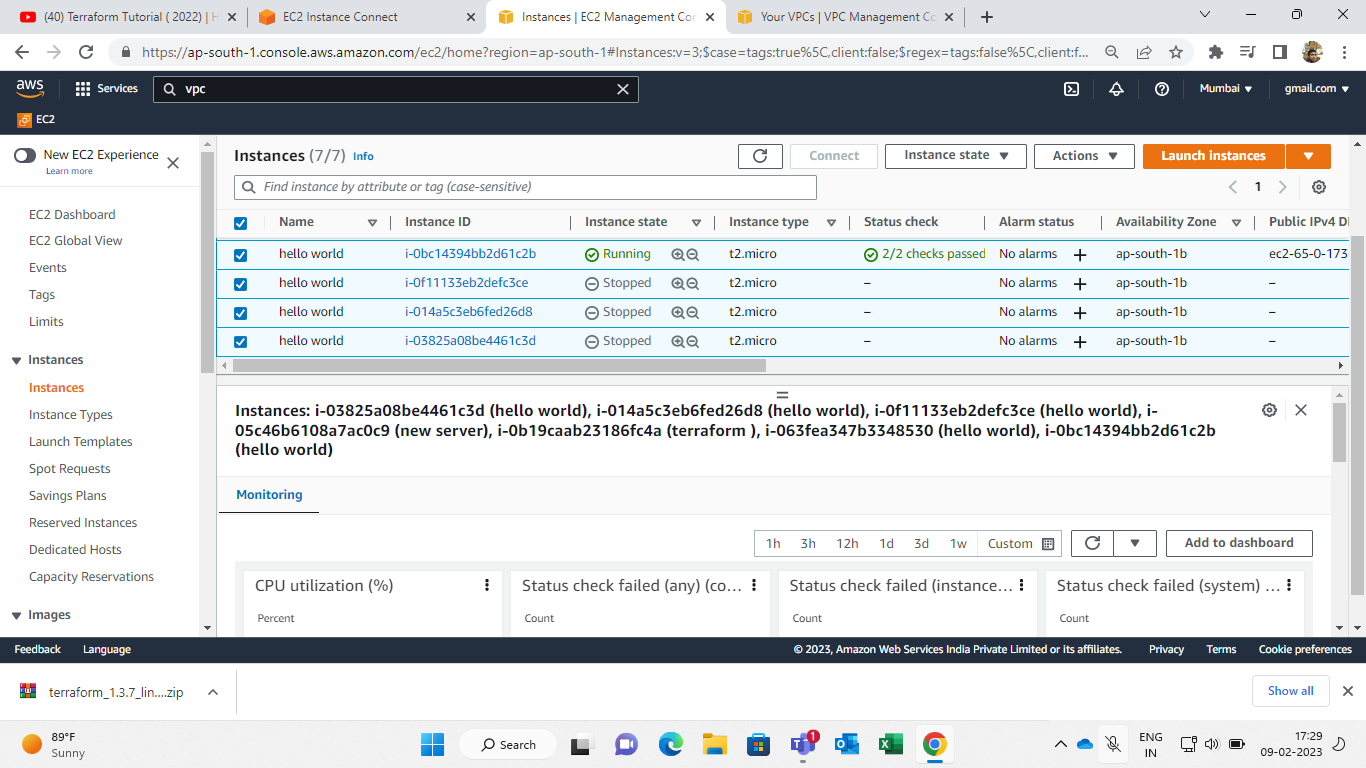 (40) Terraform Tutorial ( 2022) | H
EC2 Instance Connect
Instances | EC2 Management Con
Your VPCs | VPC Management Co
https://ap-south-1.console.aws.amazon.com/ec2/home?region=ap-south-1#Instances:v=3;$case=tags:true%5C,client:false;$regex=tags:false%5C,client:f...
aws
Services
vpc
Mumbai
gmail.com
EC2
New EC2 Experience
Learn more
EC2 Dashboard
EC2 Global View
Events
Tags
Limits
Instances
Instances
Instance Types
Launch Templates
Spot Requests
Savings Plans
Reserved Instances
Dedicated Hosts
Capacity Reservations
Images
Instances (7/7) Info
Connect
Instance state
Actions
Launch instances
Find instance by attribute or tag (case-sensitive)
1
Name Instance ID Instance state Instance type Status check Alarm status Availability Zone Public IPv4 D
hello world i-0bc14394bb2d61c2b Running t2.micro 2/2 checks passed No alarms + ap-south-1b ec2-65-0-173
hello world i-0f11133eb2defc3ce Stopped t2.micro – No alarms + ap-south-1b –
hello world i-014a5c3eb6fed26d8 Stopped t2.micro – No alarms + ap-south-1b –
hello world i-03825a08be4461c3d Stopped t2.micro – No alarms + ap-south-1b –
Instances: i-03825a08be4461c3d (hello world), i-014a5c3eb6fed26d8 (hello world), i-0f11133eb2defc3ce (hello world), i-
05c46b6108a7ac0c9 (new server), i-0b19caab23186fc4a (terraform ), i-063fea347b3348530 (hello world), i-0bc14394bb2d61c2b
(hello world)
Monitoring
1h 3h 12h 1d 3d 1w Custom
Add to dashboard
CPU utilization (%)
Percent
Status check failed (any) (co...
Count
Status check failed (instance...
Count
Status check failed (system) ...
Count
Feedback Language
© 2023, Amazon Web Services India Private Limited or its affiliates. Privacy Terms Cookie preferences
terraform_1.3.7_lin....zip
Show all
89°F
Sunny
Search
1
ENG
IN
17:29
09-02-2023